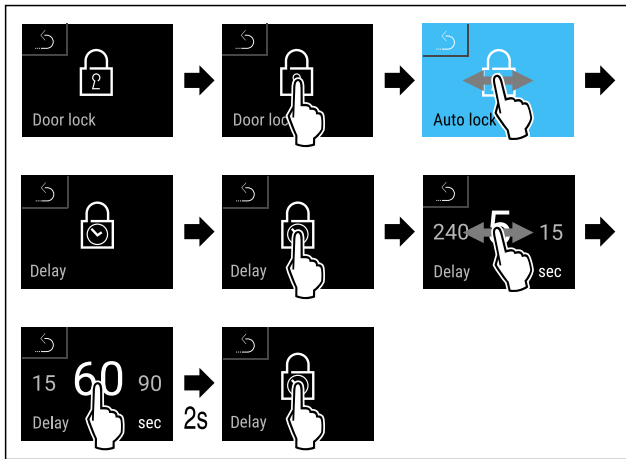 Door lock
Door loc
Auto lock
Delay
Delay
240 5 15
Delay sec
15 60 90
Delay sec
2s
Delay